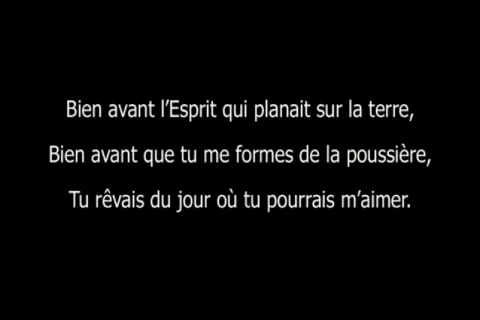 Bien avant l’Esprit qui planait sur la terre,
Bien avant que tu me formes de la poussière,
Tu rêvais du jour où tu pourrais m’aimer.